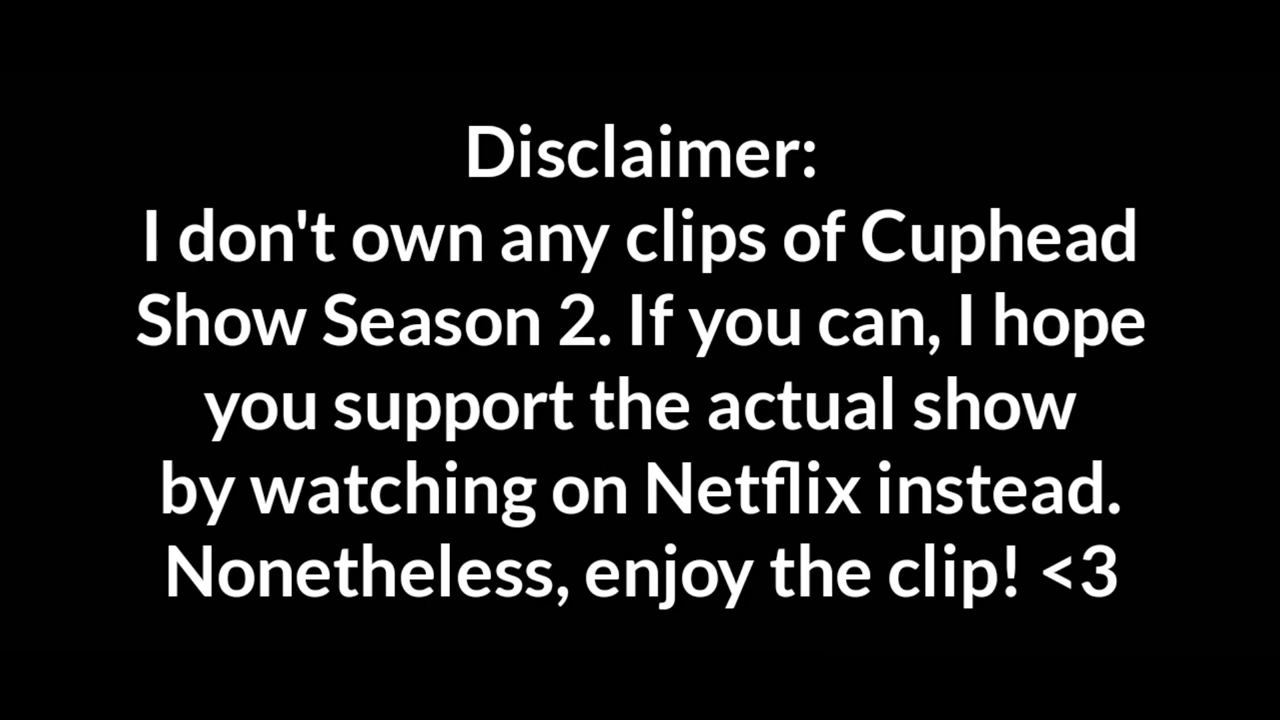 Disclaimer:
I don't own any clips of Cuphead
Show Season 2. If you can, I hope
you support the actual show
by watching on Netflix instead.
Nonetheless, enjoy the clip! <3